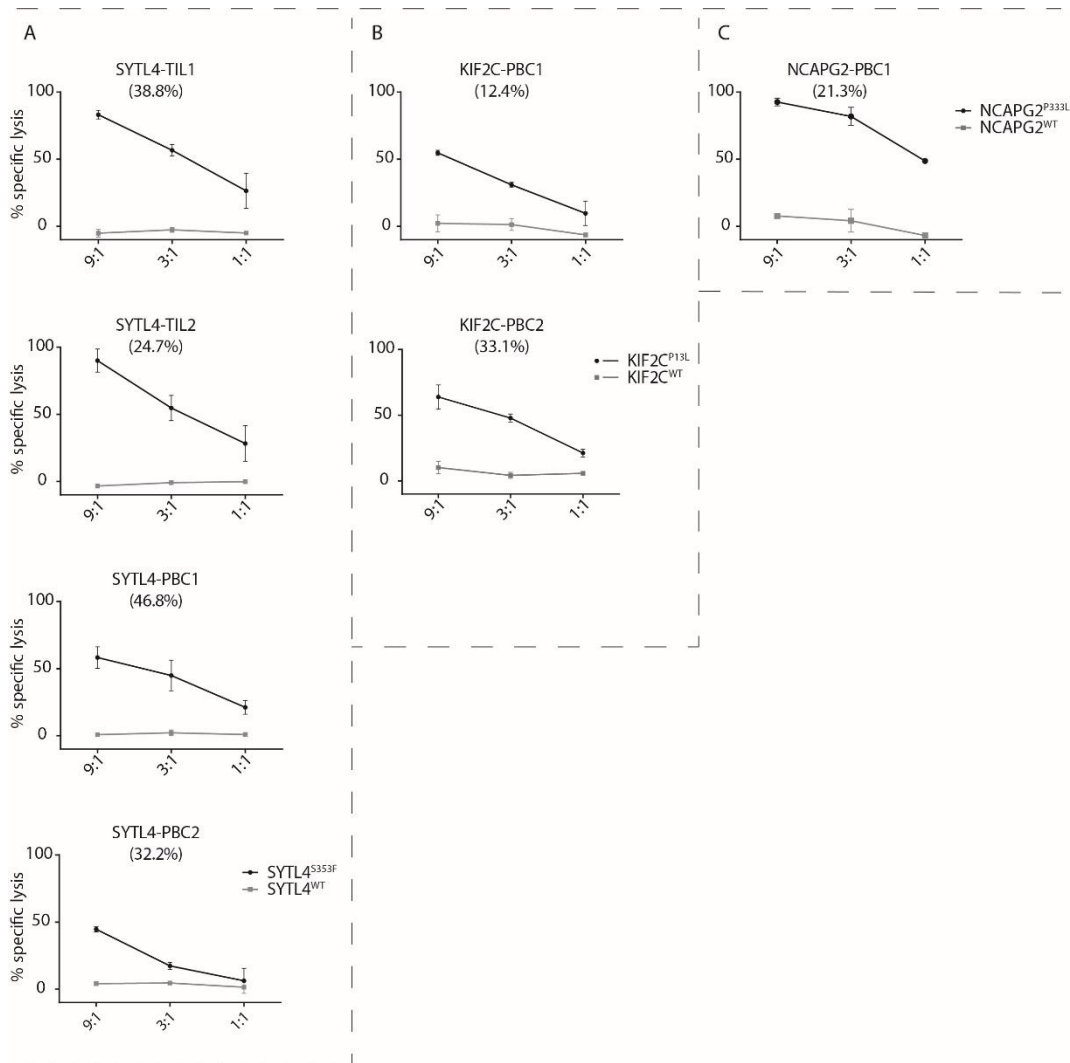 A
SYTL4-TIL1
(38.8%)
% specific lysis
100
50
0
9:1
3:1
1:1
SYTL4-TIL2
(24.7%)
% specific lysis
100
50
0
9:1
3:1
1:1
SYTL4-PBC1
(46.8%)
% specific lysis
100
50
0
9:1
3:1
1:1
SYTL4-PBC2
(32.2%)
% specific lysis
100
50
0
9:1
3:1
1:1
SYTL4S353F
SYTL4WT
B
KIF2C-PBC1
(12.4%)
100
50
0
9:1
3:1
1:1
KIF2C-PBC2
(33.1%)
100
50
0
9:1
3:1
1:1
KIF2CP13L
KIF2CWT
C
NCAPG2-PBC1
(21.3%)
100
50
0
9:1
3:1
1:1
NCAPG2P333L
NCAPG2WT